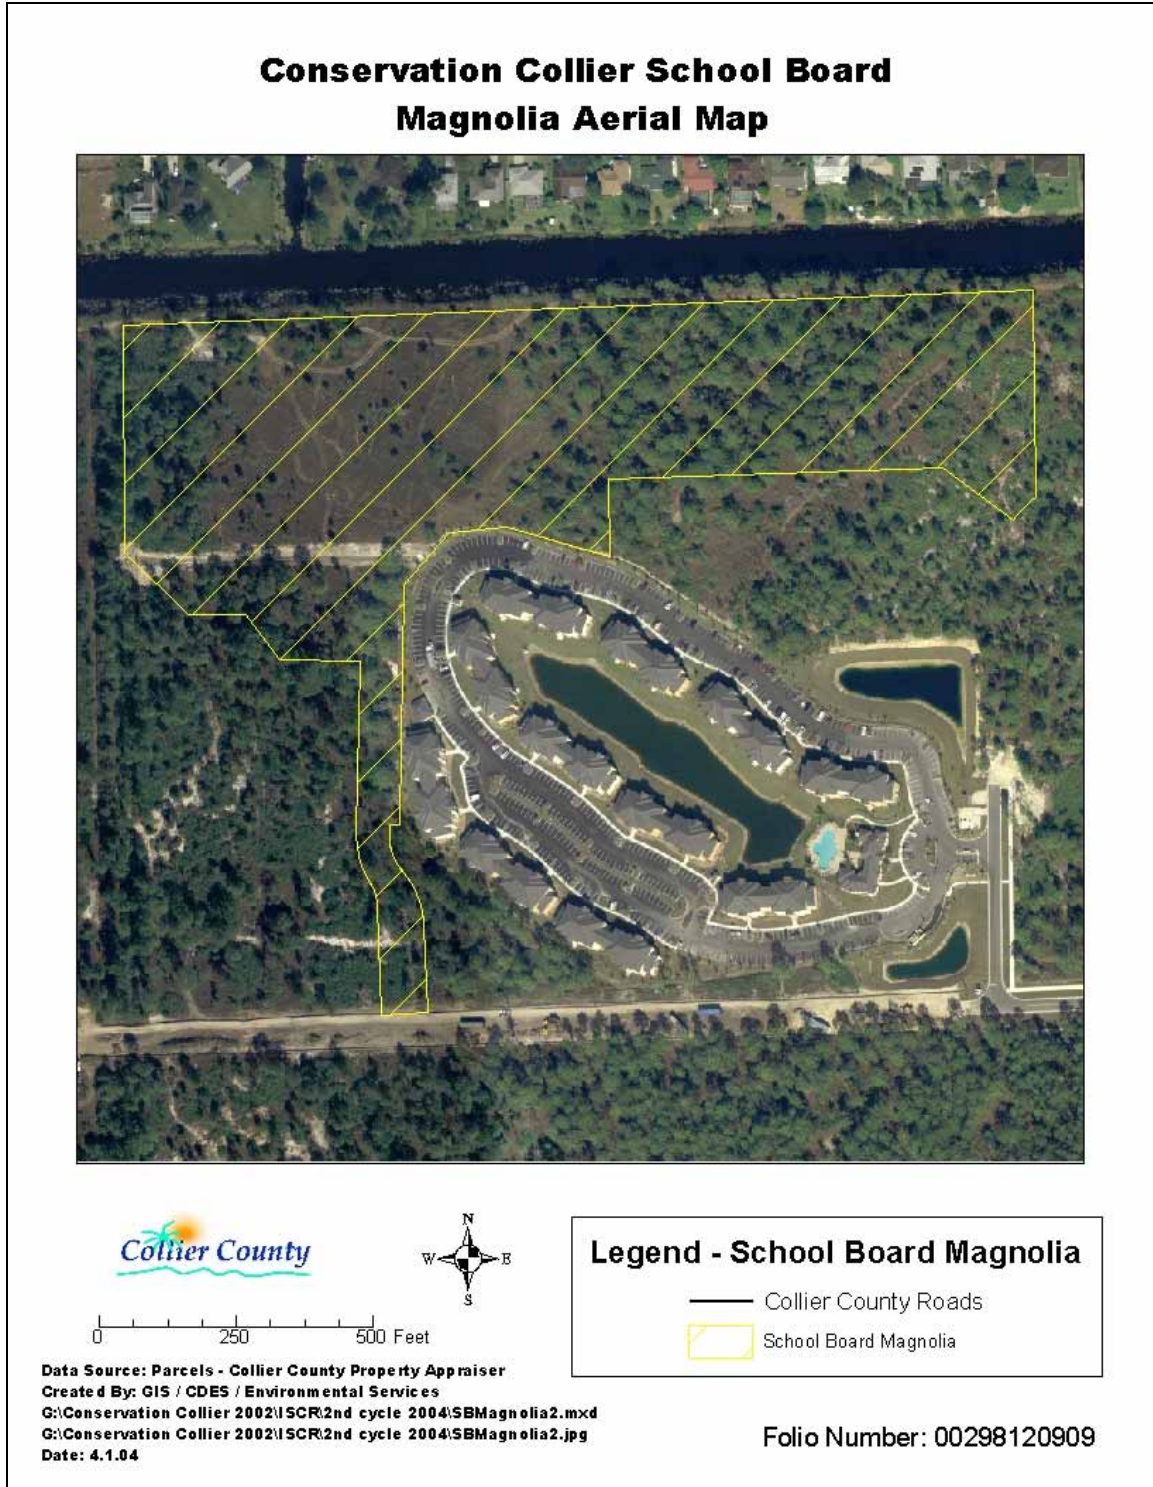 Conservation Collier School Board
Magnolia Aerial Map
Collier County
N
W E
S
0 250 500 Feet
Legend - School Board Magnolia
Collier County Roads
School Board Magnolia
Data Source: Parcels - Collier County Property Appraiser
Created By: GIS / CDES / Environmental Services
G:\Conservation Collier 2002\ISCR\2nd cycle 2004\SBMagnolia2.mxd
G:\Conservation Collier 2002\ISCR\2nd cycle 2004\SBMagnolia2.jpg
Date: 4.1.04
Folio Number: 00298120909